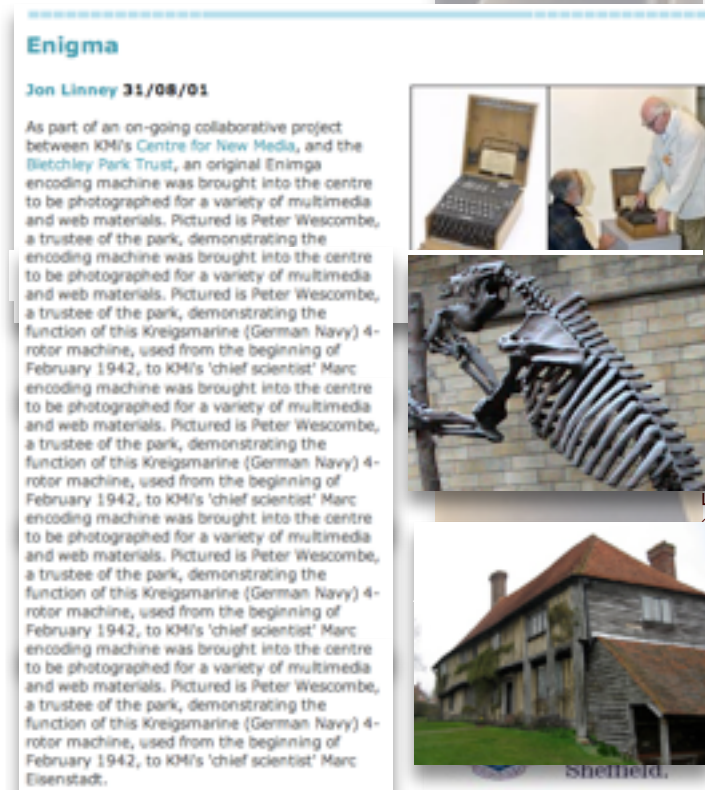 Enigma
Jon Linney 31/08/01
As part of an on-going collaborative project
between KMi's Centre for New Media, and the
Bletchley Park Trust, an original Enimga
encoding machine was brought into the centre
to be photographed for a variety of multimedia
and web materials. Pictured is Peter Wescombe,
a trustee of the park, demonstrating the
encoding machine was brought into the centre
to be photographed for a variety of multimedia
and web materials. Pictured is Peter Wescombe,
a trustee of the park, demonstrating the
function of this Kreigsmarine (German Navy) 4-
rotor machine, used from the beginning of
February 1942, to KMi's 'chief scientist' Marc
encoding machine was brought into the centre
to be photographed for a variety of multimedia
and web materials. Pictured is Peter Wescombe,
a trustee of the park, demonstrating the
function of this Kreigsmarine (German Navy) 4-
rotor machine, used from the beginning of
February 1942, to KMi's 'chief scientist' Marc
encoding machine was brought into the centre
to be photographed for a variety of multimedia
and web materials. Pictured is Peter Wescombe,
a trustee of the park, demonstrating the
function of this Kreigsmarine (German Navy) 4-
rotor machine, used from the beginning of
February 1942, to KMi's 'chief scientist' Marc
encoding machine was brought into the centre
to be photographed for a variety of multimedia
and web materials. Pictured is Peter Wescombe,
a trustee of the park, demonstrating the
function of this Kreigsmarine (German Navy) 4-
rotor machine, used from the beginning of
February 1942, to KMi's 'chief scientist' Marc
Eisenstadt.
Sheffield.